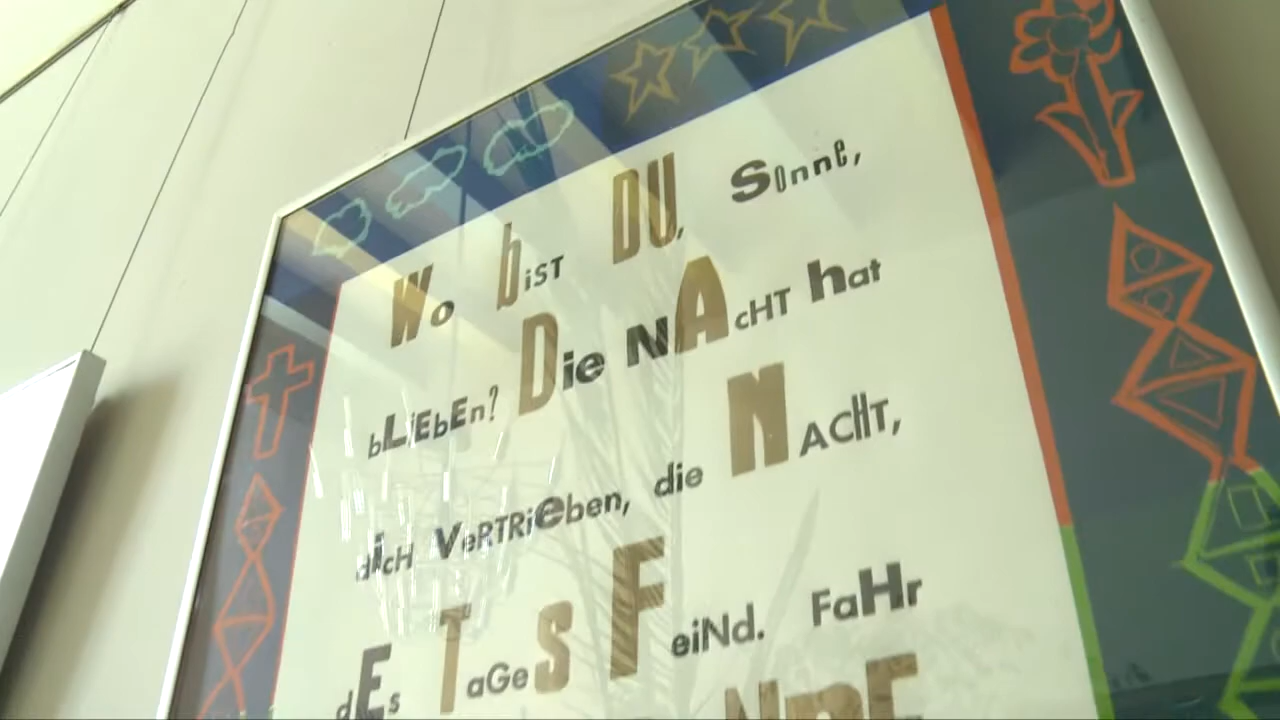 Wo biST DU, Sonne,
bLiEbEn? Die NAcHT hat
dicH VeRTRieben, die NACHT,
dEs TaGeS FeiNd. FaHr